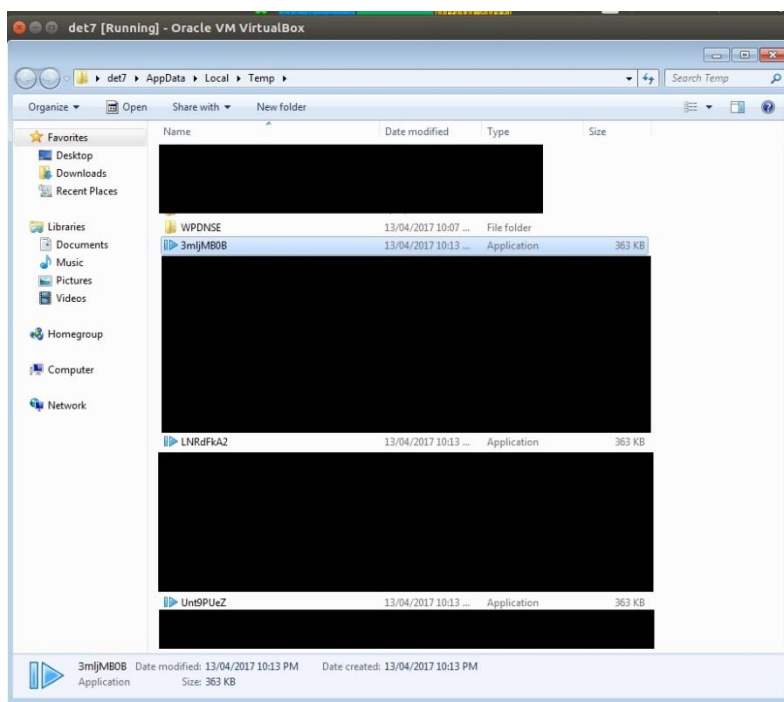 det7 [Running] - Oracle VM VirtualBox
det7 AppData Local Temp
Search Temp
Organize Open Share with New folder
Name Date modified Type Size
Favorites
Desktop
Downloads
Recent Places
Libraries
Documents
Music
Pictures
Videos
Homegroup
Computer
Network
WPDNSE 13/04/2017 10:07 ... File folder
3mljMB0B 13/04/2017 10:13 ... Application 363 KB
LNRdFkA2 13/04/2017 10:13 ... Application 363 KB
Unt9PUeZ 13/04/2017 10:13 ... Application 363 KB
3mljMB0B Date modified: 13/04/2017 10:13 PM Date created: 13/04/2017 10:13 PM
Application Size: 363 KB